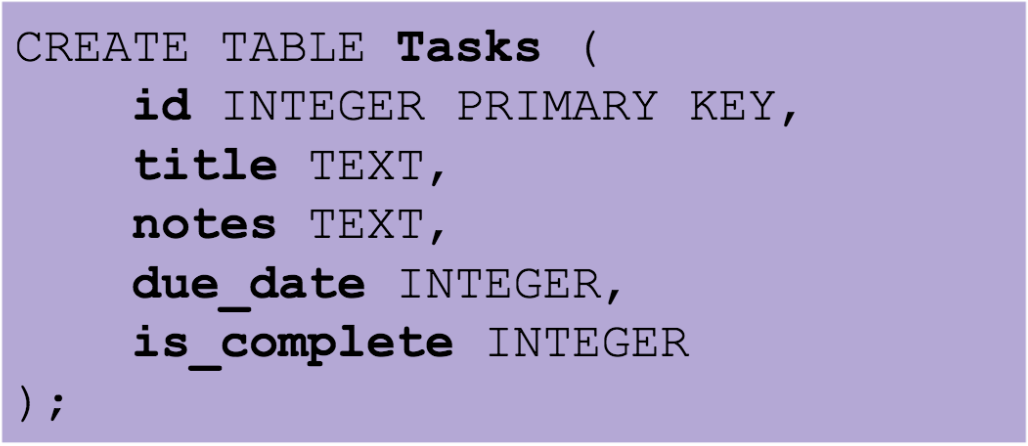 CREATE TABLE Tasks (
    id INTEGER PRIMARY KEY,
    title TEXT,
    notes TEXT,
    due_date INTEGER,
    is_complete INTEGER
);